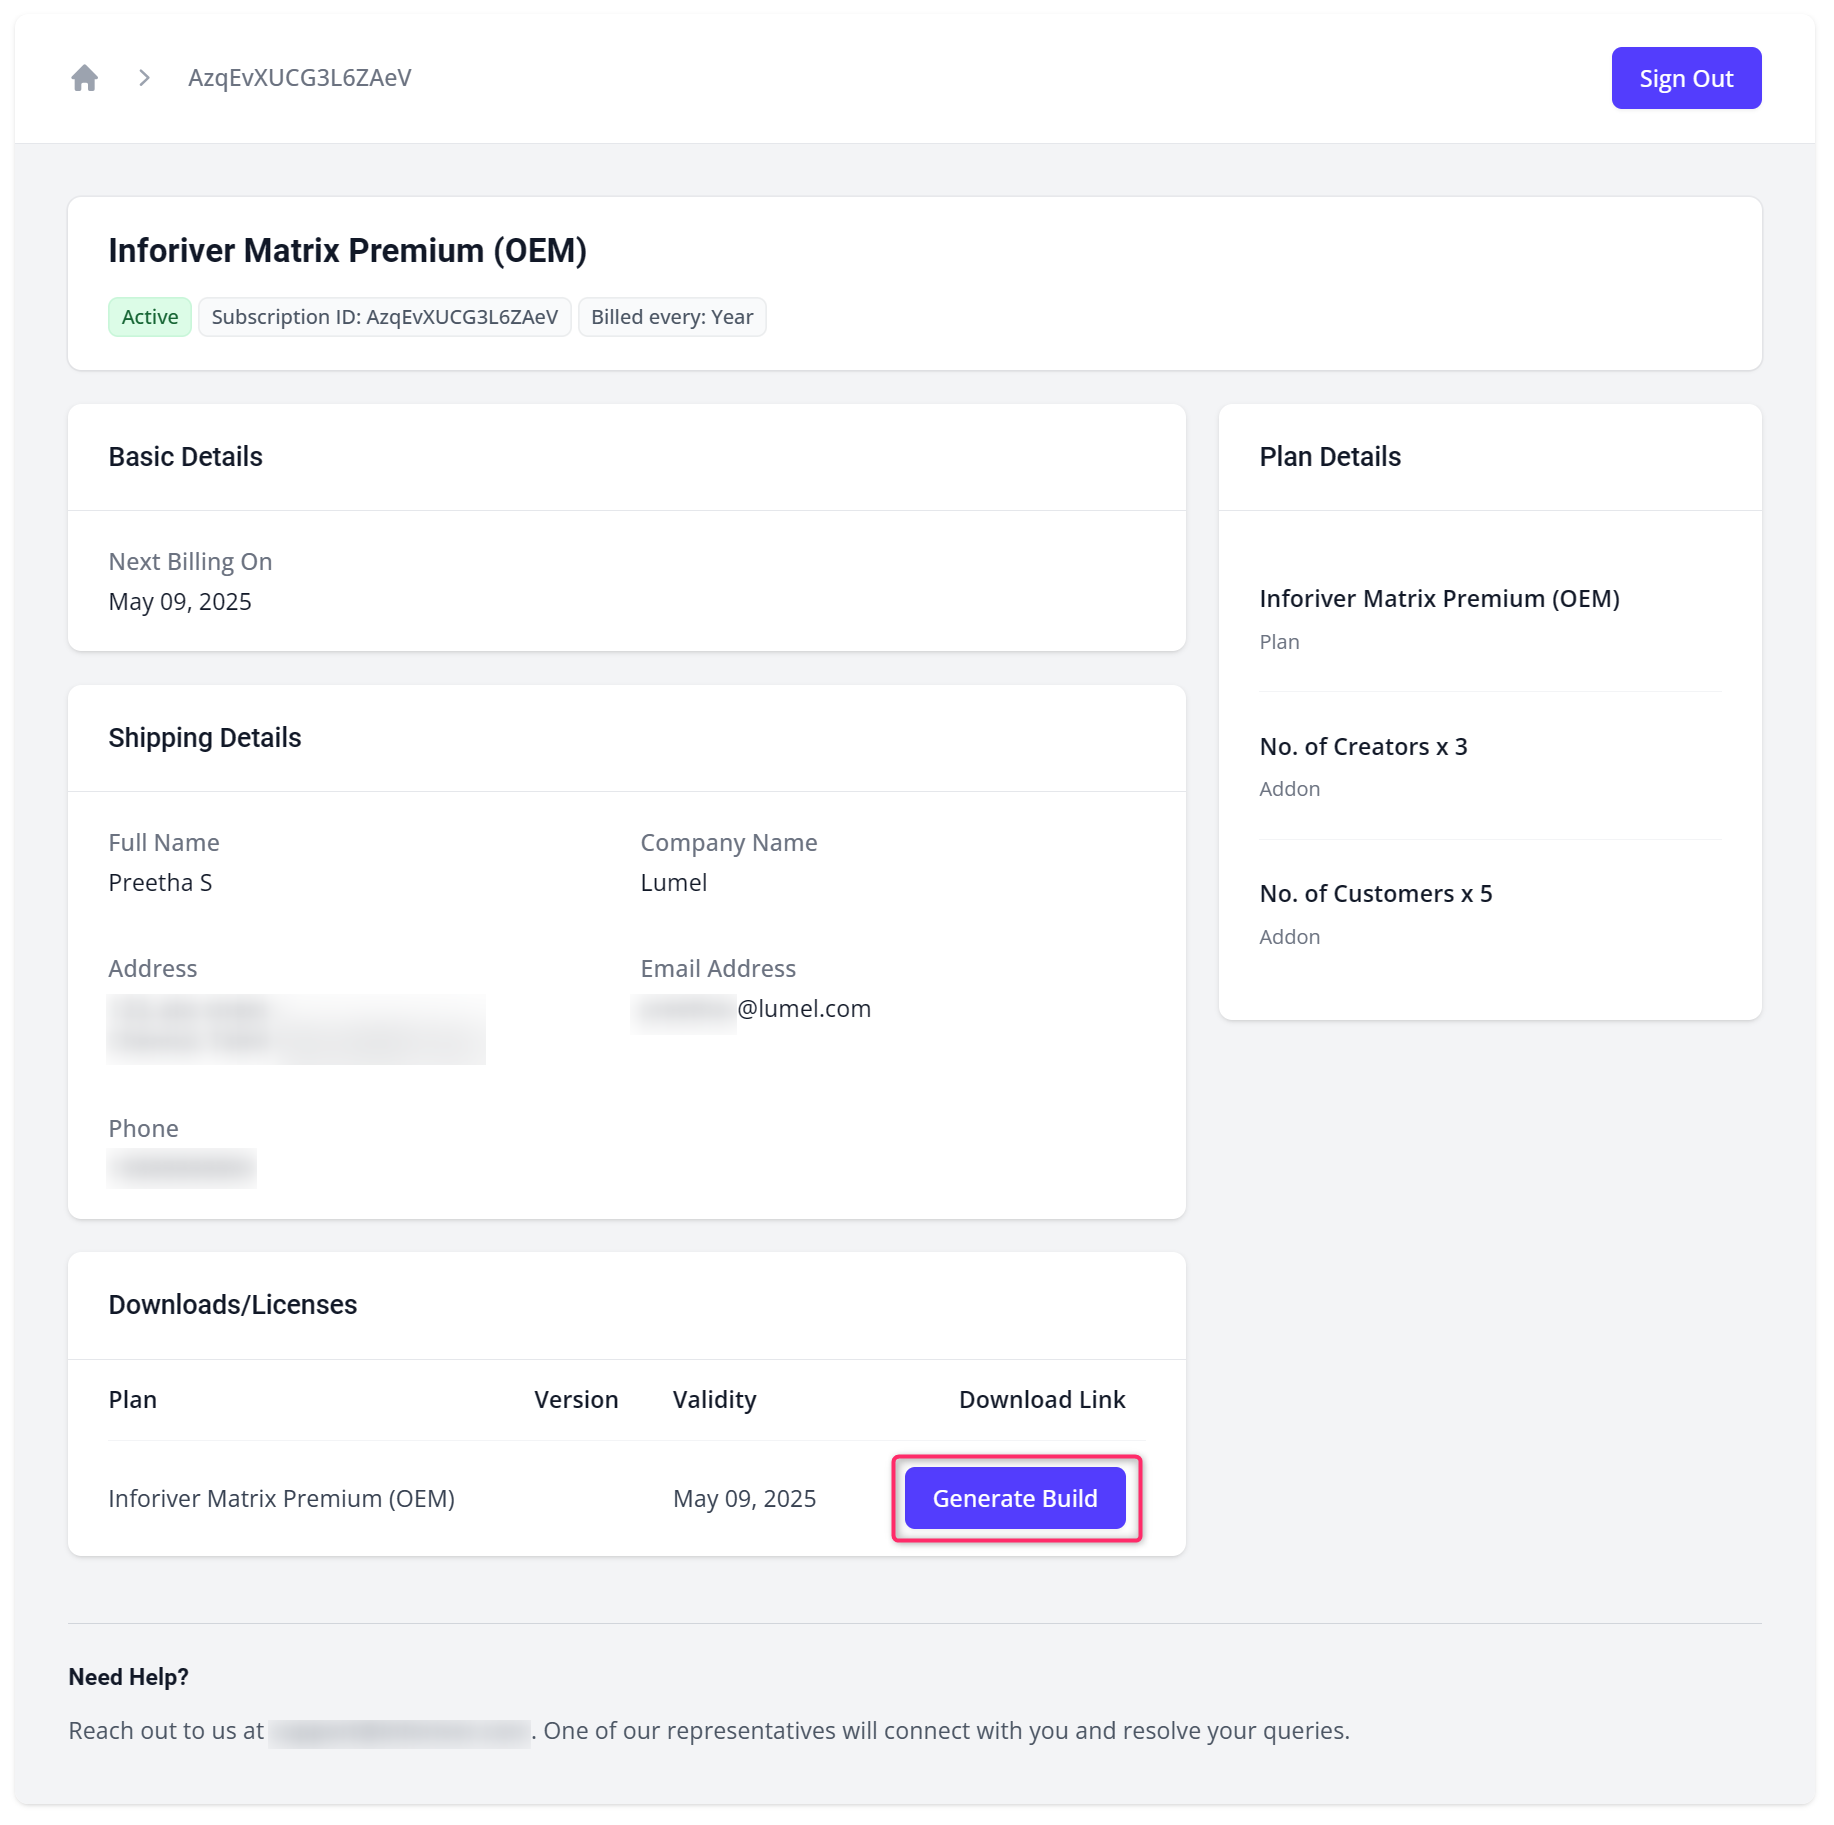 AzqEvXUCG3L6ZAeV
Sign Out
Inforiver Matrix Premium (OEM)
Active
Subscription ID: AzqEvXUCG3L6ZAeV
Billed every: Year
Basic Details
Next Billing On
May 09, 2025
Plan Details
Inforiver Matrix Premium (OEM)
Plan
No. of Creators x 3
Addon
No. of Customers x 5
Addon
Shipping Details
Full Name
Preetha S
Company Name
Lumel
Address
Email Address
@lumel.com
Phone
Downloads/Licenses
Plan Version Validity Download Link
Inforiver Matrix Premium (OEM) May 09, 2025 Generate Build
Need Help?
Reach out to us at . One of our representatives will connect with you and resolve your queries.